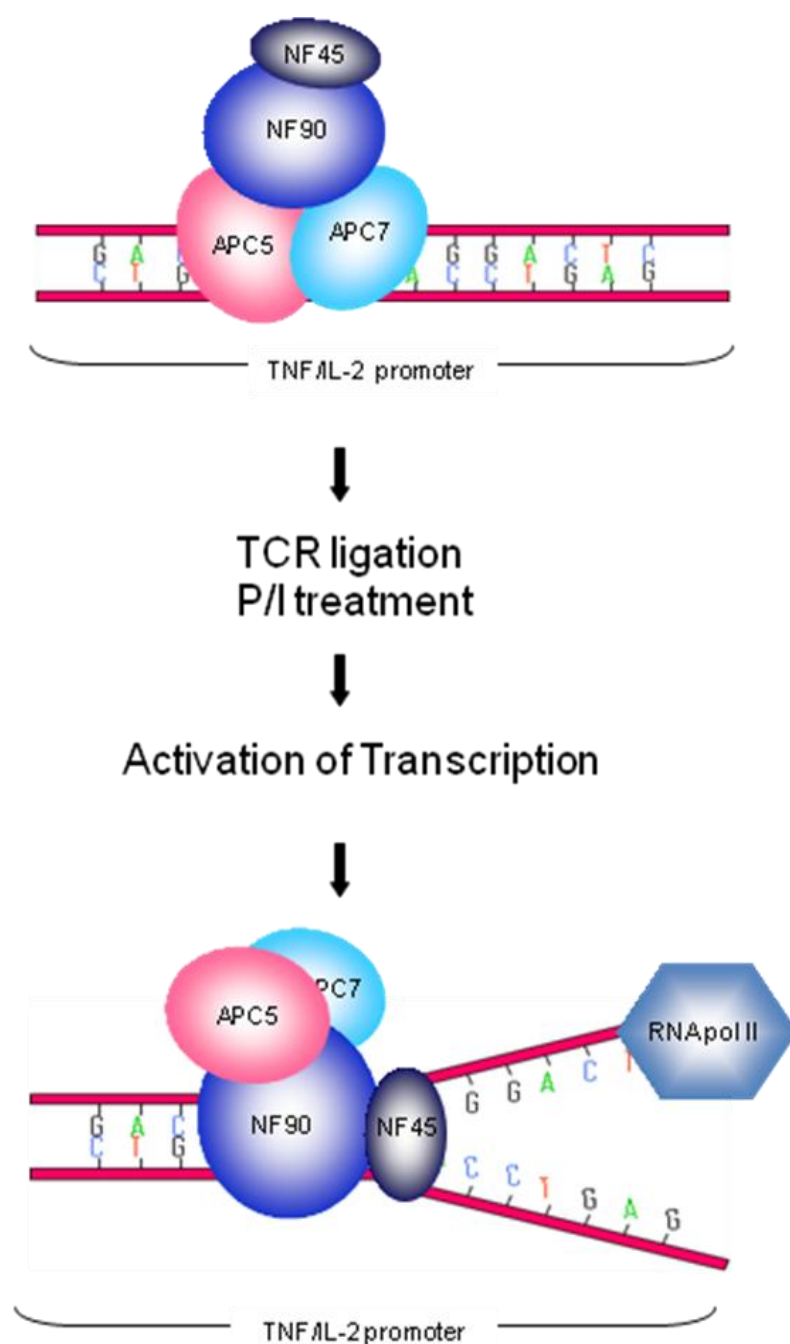 NF45
NF90
APC5 APC7
G A G G A C T C
C T G A C C T G A G
TNF/IL-2 promoter
TCR ligation
P/I treatment
Activation of Transcription
PC7
APC5
RNApol II
NF90
NF45
G G A C T
G A C
C T G
C C T G A G
TNF/IL-2 promoter